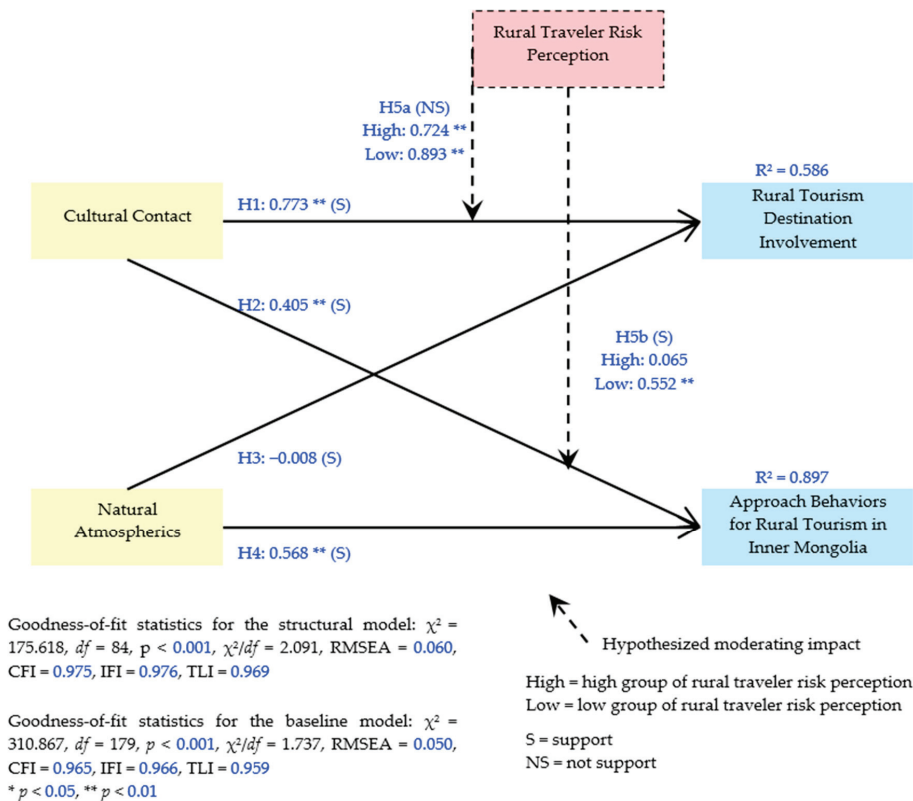 Rural Traveler Risk
Perception
H5a (NS)
High: 0.724 **
Low: 0.893 **
R² = 0.586
Cultural Contact
H1: 0.773 ** (S)
Rural Tourism
Destination
Involvement
H2: 0.405 ** (S)
H5b (S)
High: 0.065
Low: 0.552 **
H3: −0.008 (S)
R² = 0.897
Natural
Atmospherics
Approach Behaviors
for Rural Tourism in
Inner Mongolia
H4: 0.568 ** (S)
Goodness-of-fit statistics for the structural model: χ² =
175.618, df = 84, p < 0.001, χ²/df = 2.091, RMSEA = 0.060,
CFI = 0.975, IFI = 0.976, TLI = 0.969
Goodness-of-fit statistics for the baseline model: χ² =
310.867, df = 179, p < 0.001, χ²/df = 1.737, RMSEA = 0.050,
CFI = 0.965, IFI = 0.966, TLI = 0.959
* p < 0.05, ** p < 0.01
Hypothesized moderating impact
High = high group of rural traveler risk perception
Low = low group of rural traveler risk perception
S = support
NS = not support